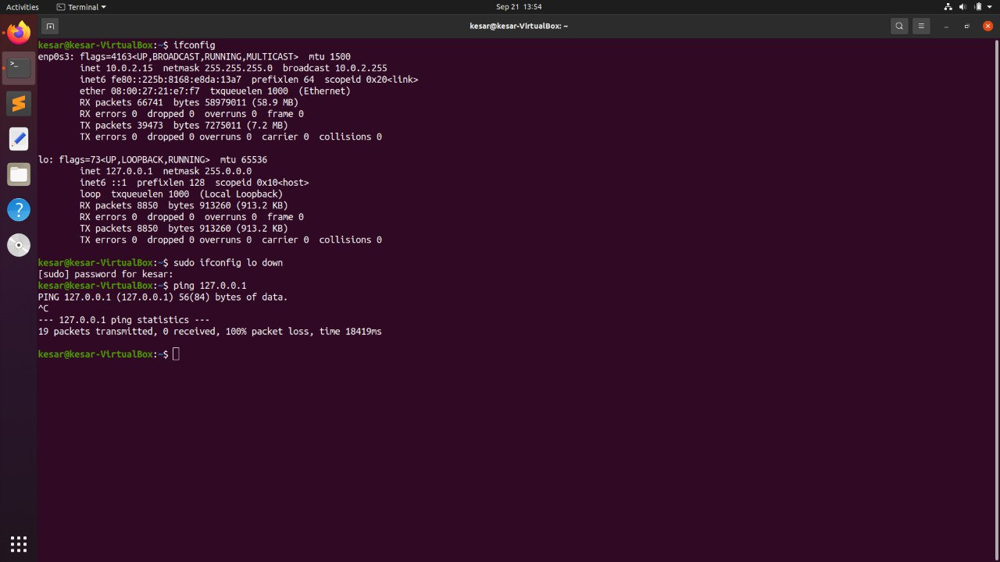 Activities Terminal Sep 21 13:54
kesar@kesar-VirtualBox: ~
kesar@kesar-VirtualBox:~$ ifconfig
enp0s3: flags=4163<UP,BROADCAST,RUNNING,MULTICAST>  mtu 1500
        inet 10.0.2.15  netmask 255.255.255.0  broadcast 10.0.2.255
        inet6 fe80::225b:8168:e8da:13a7  prefixlen 64  scopeid 0x20<link>
        ether 08:00:27:21:e7:f7  txqueuelen 1000  (Ethernet)
        RX packets 66741  bytes 58979011 (58.9 MB)
        RX errors 0  dropped 0  overruns 0  frame 0
        TX packets 39473  bytes 7275011 (7.2 MB)
        TX errors 0  dropped 0 overruns 0  carrier 0  collisions 0
lo: flags=73<UP,LOOPBACK,RUNNING>  mtu 65536
        inet 127.0.0.1  netmask 255.0.0.0
        inet6 ::1  prefixlen 128  scopeid 0x10<host>
        loop  txqueuelen 1000  (Local Loopback)
        RX packets 8850  bytes 913260 (913.2 KB)
        RX errors 0  dropped 0  overruns 0  frame 0
        TX packets 8850  bytes 913260 (913.2 KB)
        TX errors 0  dropped 0 overruns 0  carrier 0  collisions 0
kesar@kesar-VirtualBox:~$ sudo ifconfig lo down
[sudo] password for kesar:
kesar@kesar-VirtualBox:~$ ping 127.0.0.1
PING 127.0.0.1 (127.0.0.1) 56(84) bytes of data.
^C
--- 127.0.0.1 ping statistics ---
19 packets transmitted, 0 received, 100% packet loss, time 18419ms
kesar@kesar-VirtualBox:~$